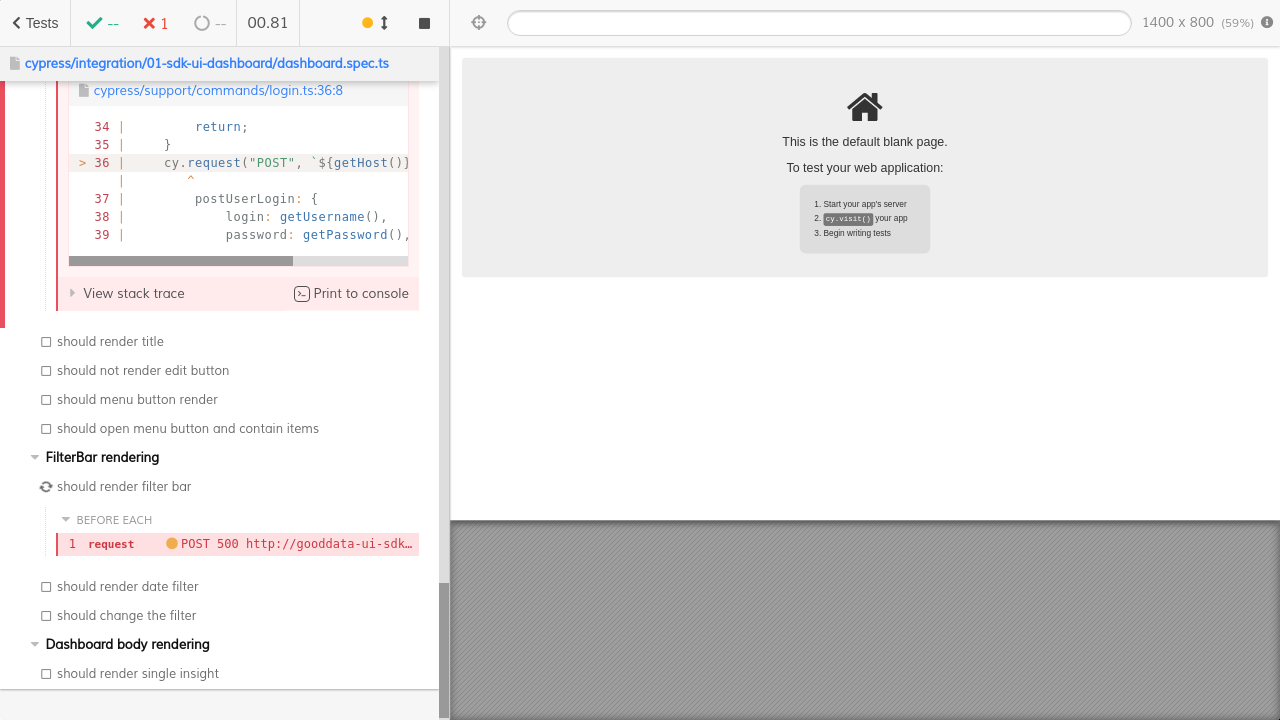 Tests
--
1
--
00.81
1400 x 800 (59%)
cypress/integration/01-sdk-ui-dashboard/dashboard.spec.ts
cypress/support/commands/login.ts:36:8
34 | return;
35 | }
> 36 | cy.request("POST", `${getHost()}
| ^
37 | postUserLogin: {
38 | login: getUsername(),
39 | password: getPassword(),
View stack trace
Print to console
should render title
should not render edit button
should menu button render
should open menu button and contain items
FilterBar rendering
should render filter bar
BEFORE EACH
1 request POST 500 http://gooddata-ui-sdk…
should render date filter
should change the filter
Dashboard body rendering
should render single insight
This is the default blank page.
To test your web application:
1. Start your app's server
2. cy.visit() your app
3. Begin writing tests